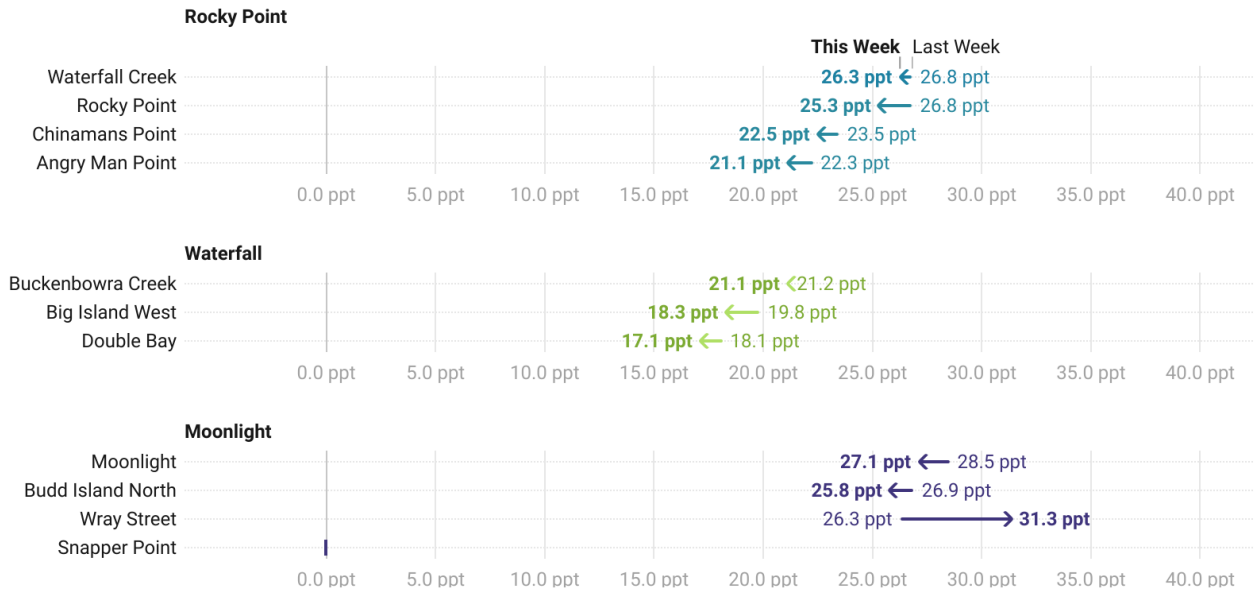 Rocky Point
This Week Last Week
Waterfall Creek 26.3 ppt 26.8 ppt
Rocky Point 25.3 ppt 26.8 ppt
Chinamans Point 22.5 ppt 23.5 ppt
Angry Man Point 21.1 ppt 22.3 ppt
0.0 ppt 5.0 ppt 10.0 ppt 15.0 ppt 20.0 ppt 25.0 ppt 30.0 ppt 35.0 ppt 40.0 ppt
Waterfall
Buckenbowra Creek 21.1 ppt 21.2 ppt
Big Island West 18.3 ppt 19.8 ppt
Double Bay 17.1 ppt 18.1 ppt
0.0 ppt 5.0 ppt 10.0 ppt 15.0 ppt 20.0 ppt 25.0 ppt 30.0 ppt 35.0 ppt 40.0 ppt
Moonlight
Moonlight 27.1 ppt 28.5 ppt
Budd Island North 25.8 ppt 26.9 ppt
Wray Street 26.3 ppt 31.3 ppt
Snapper Point
0.0 ppt 5.0 ppt 10.0 ppt 15.0 ppt 20.0 ppt 25.0 ppt 30.0 ppt 35.0 ppt 40.0 ppt